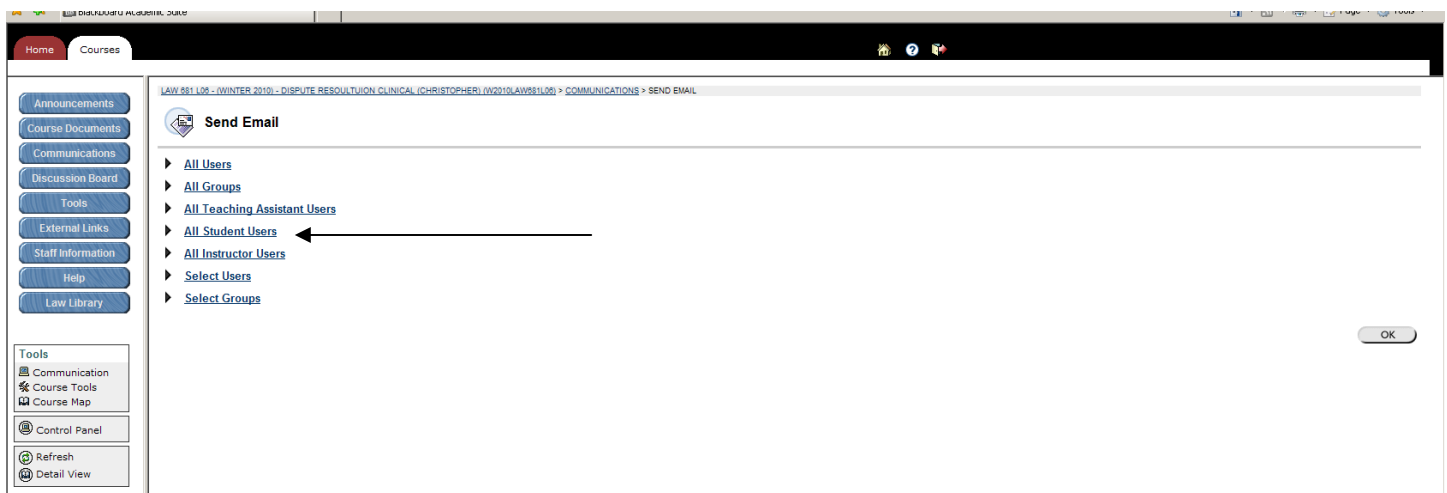 Blackboard Academic Suite
Page
Tools
Home
Courses
LAW 681 L06 - (WINTER 2010) - DISPUTE RESOULTUION CLINICAL (CHRISTOPHER) (W2010LAW681L06) > COMMUNICATIONS > SEND EMAIL
Announcements
Course Documents
Communications
Discussion Board
Tools
External Links
Staff Information
Help
Law Library
Send Email
All Users
All Groups
All Teaching Assistant Users
All Student Users
All Instructor Users
Select Users
Select Groups
OK
Tools
Communication
Course Tools
Course Map
Control Panel
Refresh
Detail View